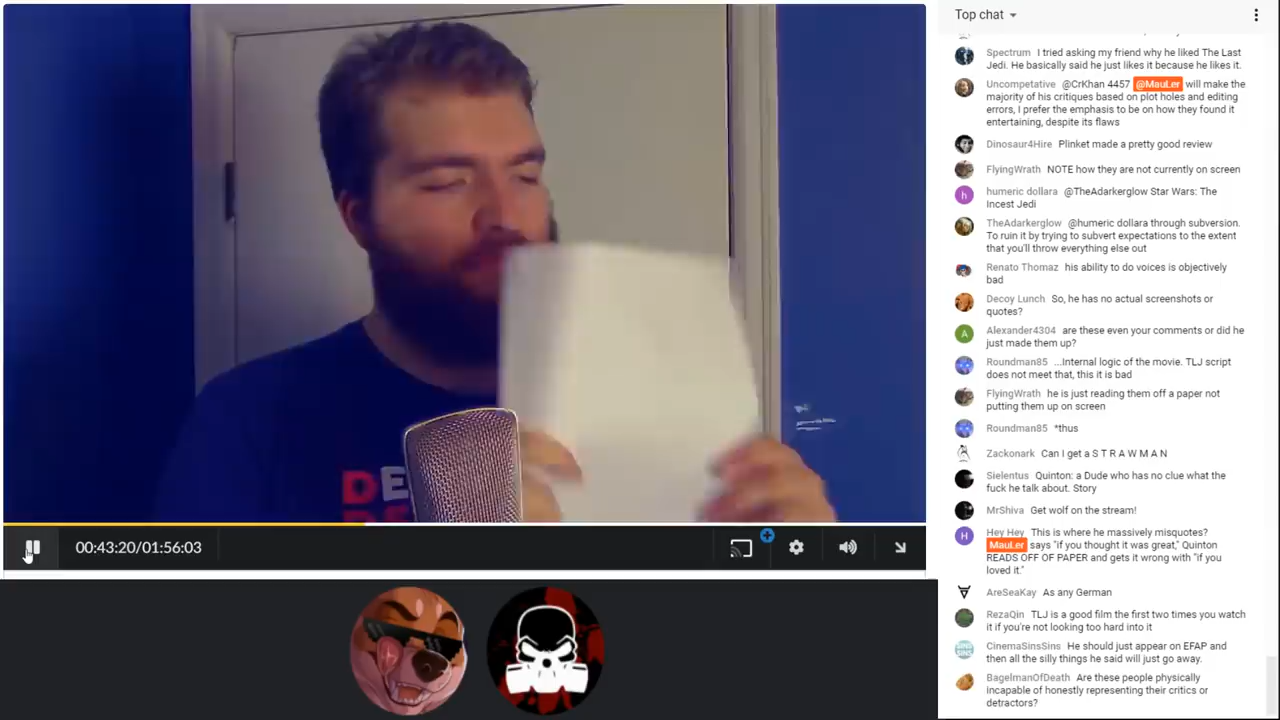 DE
D
00:43:20/01:56:03
Top chat
Spectrum I tried asking my friend why he liked The Last
Jedi. He basically said he just likes it because he likes it.
Uncompetative @CrKhan 4457 @MauLer will make the
majority of his critiques based on plot holes and editing
errors, I prefer the emphasis to be on how they found it
entertaining, despite its flaws
Dinosaur4Hire Plinket made a pretty good review
FlyingWrath NOTE how they are not currently on screen
h humeric dollara @TheAdarkerglow Star Wars: The
Incest Jedi
TheAdarkerglow @humeric dollara through subversion.
To ruin it by trying to subvert expectations to the extent
that you'll throw everything else out
Renato Thomaz his ability to do voices is objectively
bad
Decoy Lunch So, he has no actual screenshots or
quotes?
A Alexander4304 are these even your comments or did he
just made them up?
Roundman85 ...Internal logic of the movie. TLJ script
does not meet that, this it is bad
FlyingWrath he is just reading them off a paper not
putting them up on screen
Roundman85 *thus
Zackonark Can I get a S T R A W M A N
Sielentus Quinton: a Dude who has no clue what the
fuck he talk about. Story
MrShiva Get wolf on the stream!
H Hey Hey This is where he massively misquotes?
MauLer says "if you thought it was great," Quinton
READS OFF OF PAPER and gets it wrong with "if you
loved it."
AreSeaKay As any German
RezaQin TLJ is a good film the first two times you watch
it if you're not looking too hard into it
CinemaSinsSins He should just appear on EFAP and
then all the silly things he said will just go away.
BagelmanOfDeath Are these people physically
incapable of honestly representing their critics or
detractors?